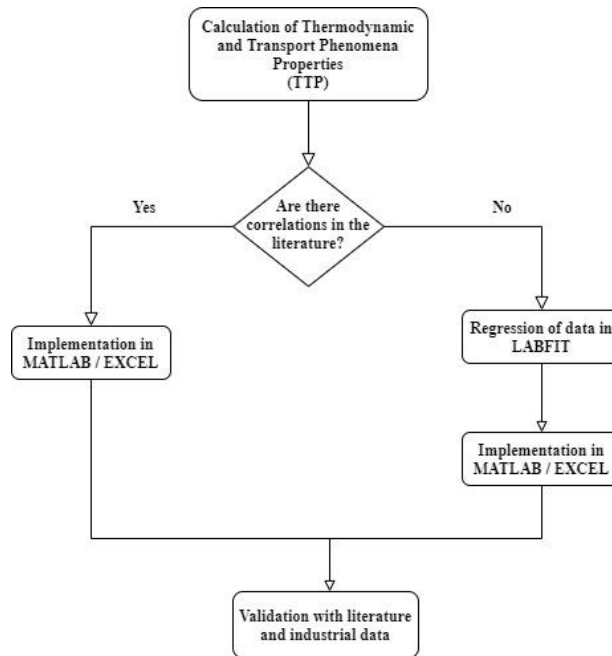 Calculation of Thermodynamic
and Transport Phenomena
Properties
(TTP)
Are there
correlations in the
literature?
Yes
No
Implementation in
MATLAB / EXCEL
Regression of data in
LABFIT
Implementation in
MATLAB / EXCEL
Validation with literature
and industrial data